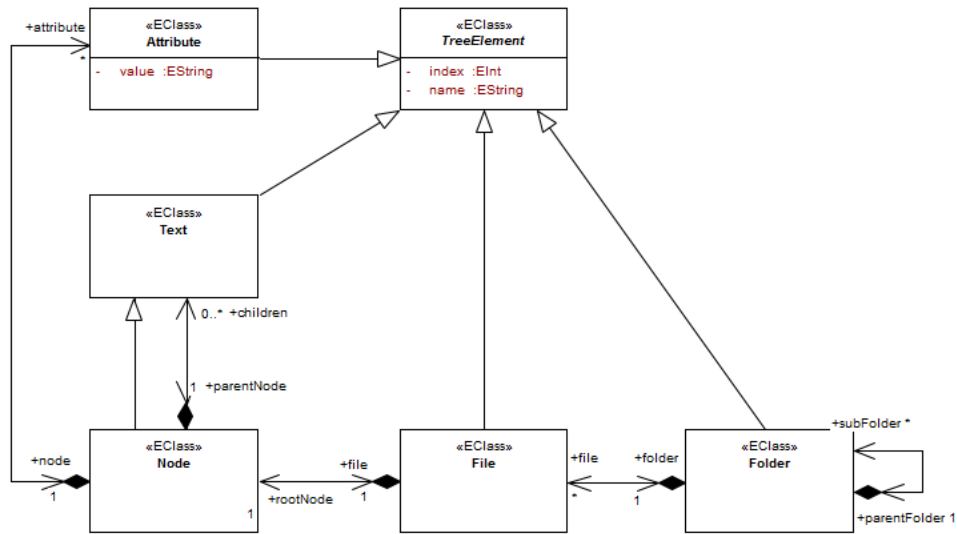 +attribute
*
«EClass»
Attribute
- value :EString
«EClass»
TreeElement
- index :EInt
- name :EString
«EClass»
Text
0..* +children
1 +parentNode
+node
1
«EClass»
Node
1
+file
1
+rootNode
«EClass»
File
+file
*
+folder
1
«EClass»
Folder
+subFolder *
+parentFolder 1